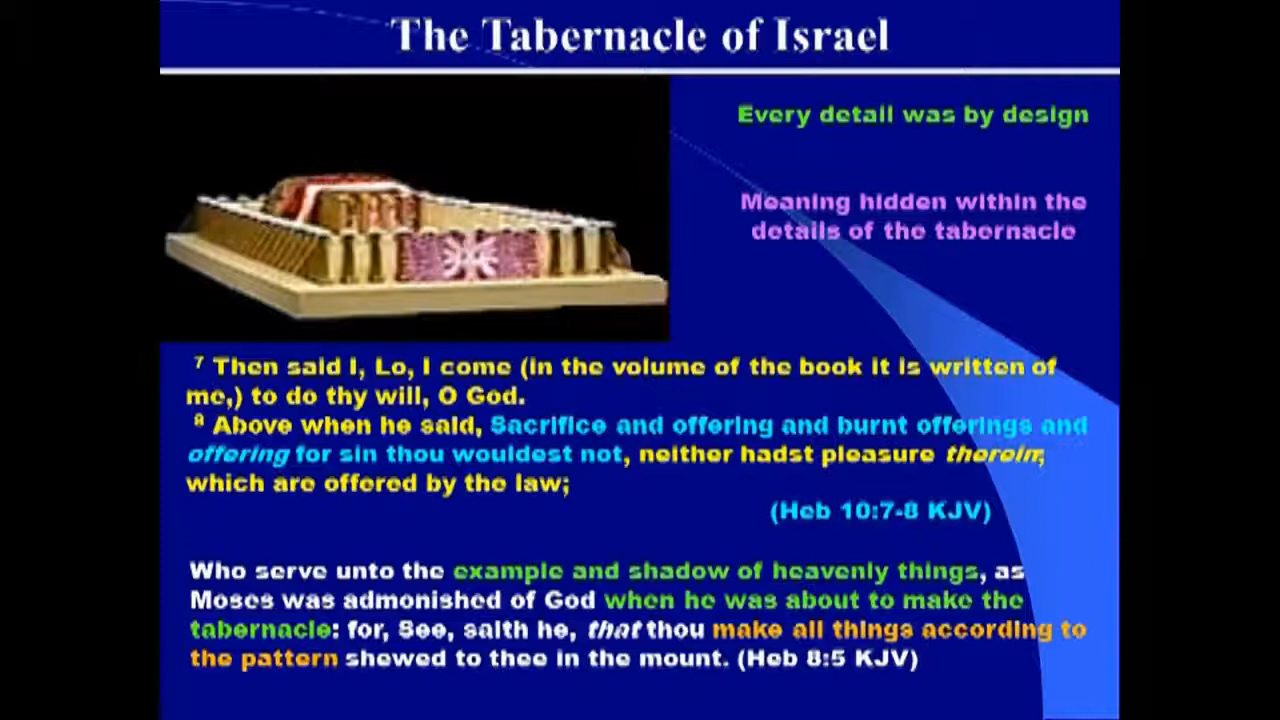 The Tabernacle of Israel
Every detail was by design
Meaning hidden within the
details of the tabernacle
7 Then said I, Lo, I come (in the volume of the book it is written of
me,) to do thy will, O God.
8 Above when he said, Sacrifice and offering and burnt offerings and
offering for sin thou wouldest not, neither hadst pleasure therein;
which are offered by the law;
(Heb 10:7-8 KJV)
Who serve unto the example and shadow of heavenly things, as
Moses was admonished of God when he was about to make the
tabernacle: for, See, saith he, that thou make all things according to
the pattern shewed to thee in the mount. (Heb 8:5 KJV)